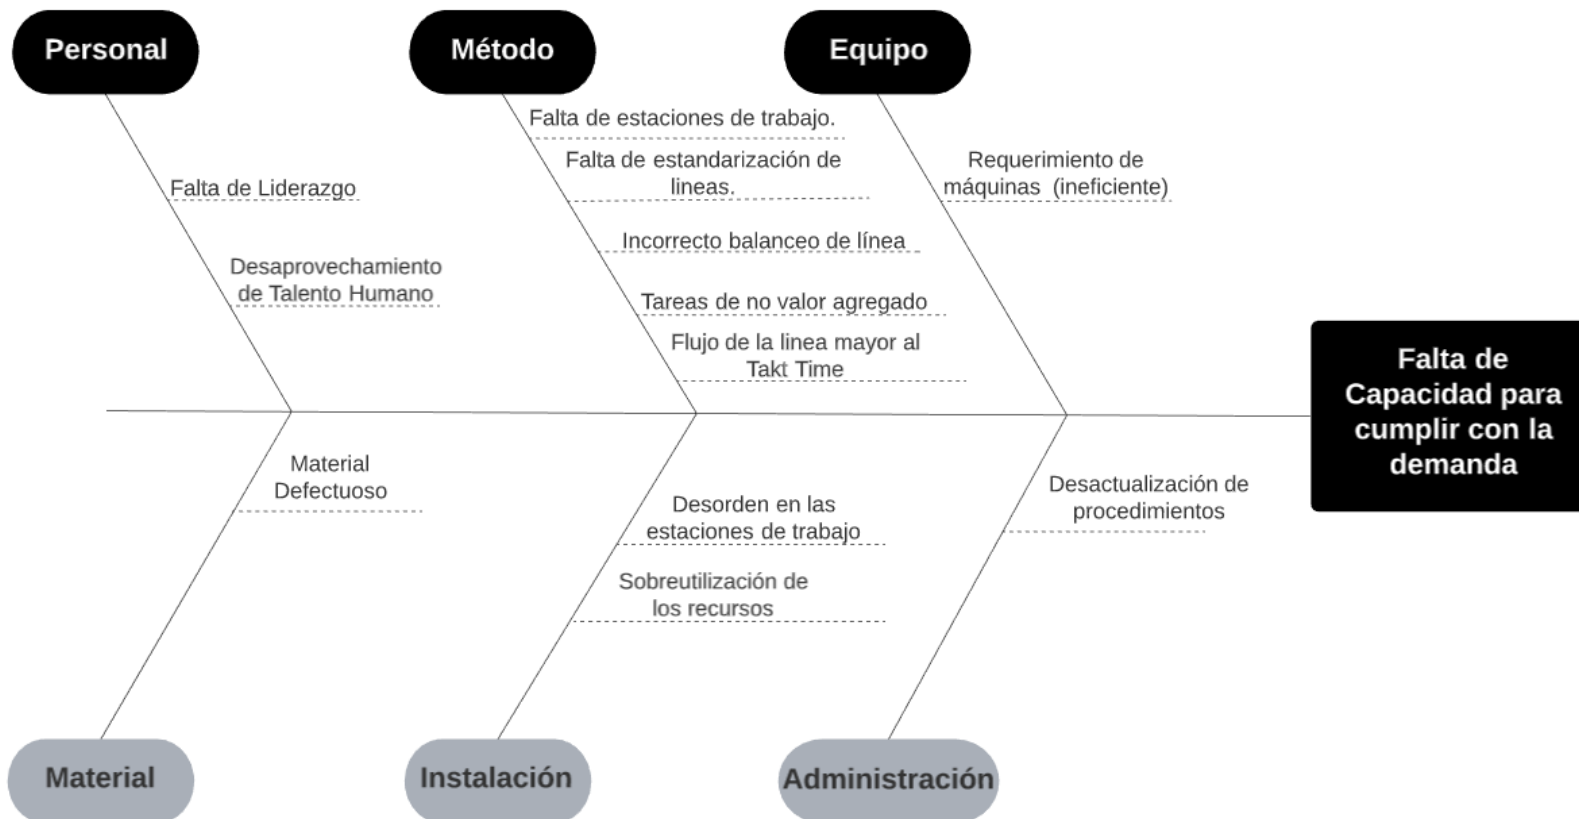 Personal
Método
Equipo
Falta de estaciones de trabajo.
Falta de estandarización de
lineas.
Incorrecto balanceo de línea
Tareas de no valor agregado
Flujo de la linea mayor al
Takt Time
Requerimiento de
máquinas (ineficiente)
Falta de Liderazgo
Desaprovechamiento
de Talento Humano
Falta de
Capacidad para
cumplir con la
demanda
Material
Defectuoso
Desorden en las
estaciones de trabajo
Sobreutilización de
los recursos
Desactualización de
procedimientos
Material
Instalación
Administración